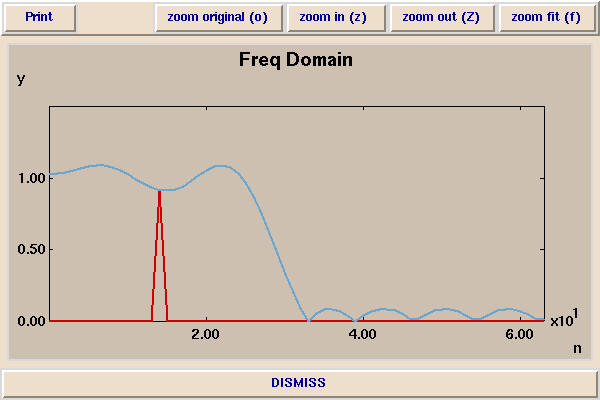 Print zoom original (o) zoom in (z) zoom out (Z) zoom fit (f)
Freq Domain
y
1.00
0.50
0.00
x10^1
2.00 4.00 6.00
n
DISMISS